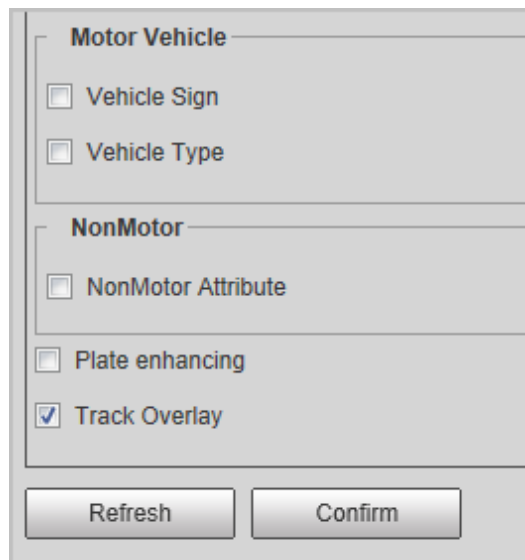 Motor Vehicle
Vehicle Sign
Vehicle Type
NonMotor
NonMotor Attribute
Plate enhancing
Track Overlay
Refresh
Confirm